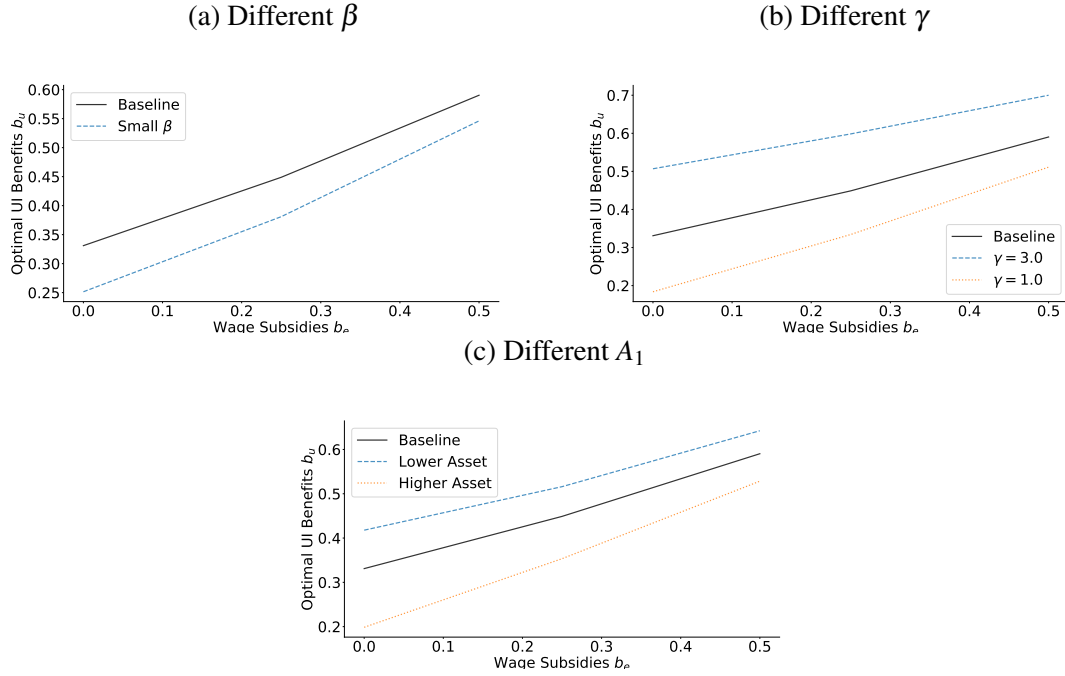 (a) Different β
(b) Different γ
Optimal UI Benefits b_u
0.60
0.55
0.50
0.45
0.40
0.35
0.30
0.25
Baseline
Small β
0.0 0.1 0.2 0.3 0.4 0.5
Wage Subsidies b_e
Optimal UI Benefits b_u
0.7
0.6
0.5
0.4
0.3
0.2
Baseline
γ = 3.0
γ = 1.0
0.0 0.1 0.2 0.3 0.4 0.5
Wage Subsidies b_e
(c) Different A_1
Optimal UI Benefits b_u
0.6
0.5
0.4
0.3
0.2
Baseline
Lower Asset
Higher Asset
0.0 0.1 0.2 0.3 0.4 0.5
Wage Subsidies b_e